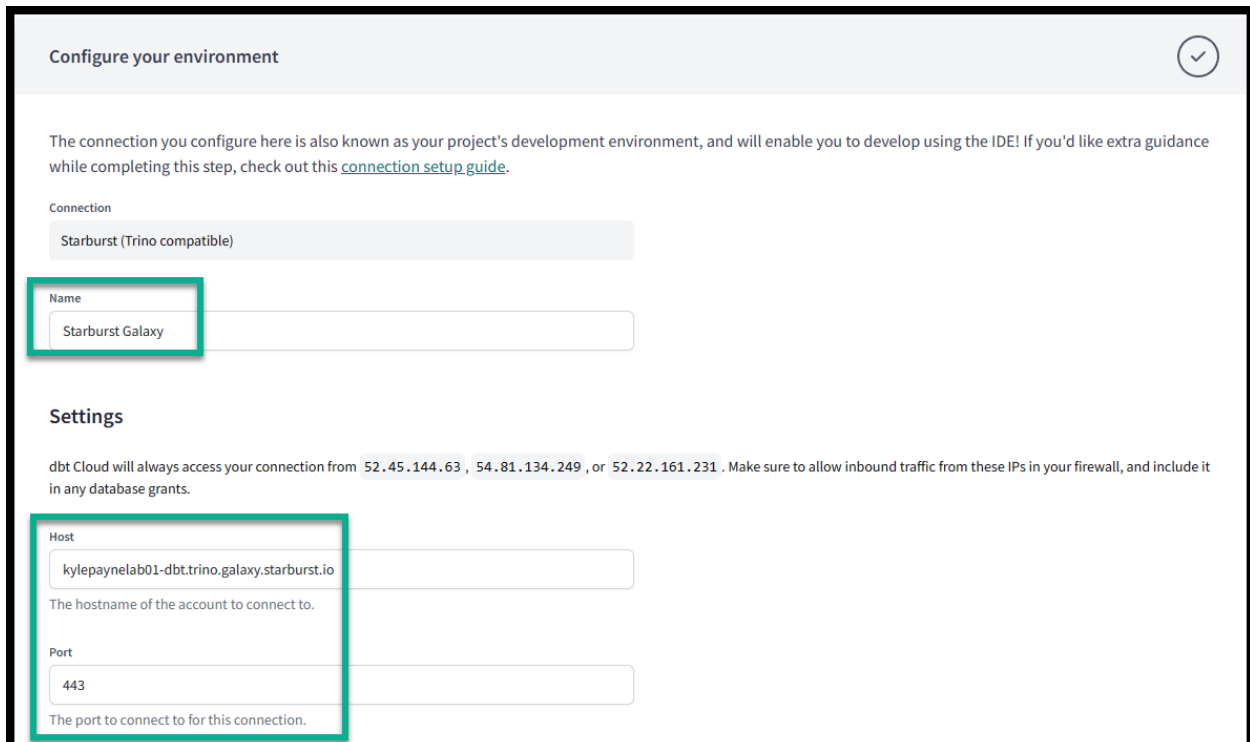 Configure your environment
The connection you configure here is also known as your project's development environment, and will enable you to develop using the IDE! If you'd like extra guidance
while completing this step, check out this connection setup guide.
Connection
Starburst (Trino compatible)
Name
Starburst Galaxy
Settings
dbt Cloud will always access your connection from 52.45.144.63 , 54.81.134.249 , or 52.22.161.231 . Make sure to allow inbound traffic from these IPs in your firewall, and include it
in any database grants.
Host
kylepaynelab01-dbt.trino.galaxy.starburst.io
The hostname of the account to connect to.
Port
443
The port to connect to for this connection.